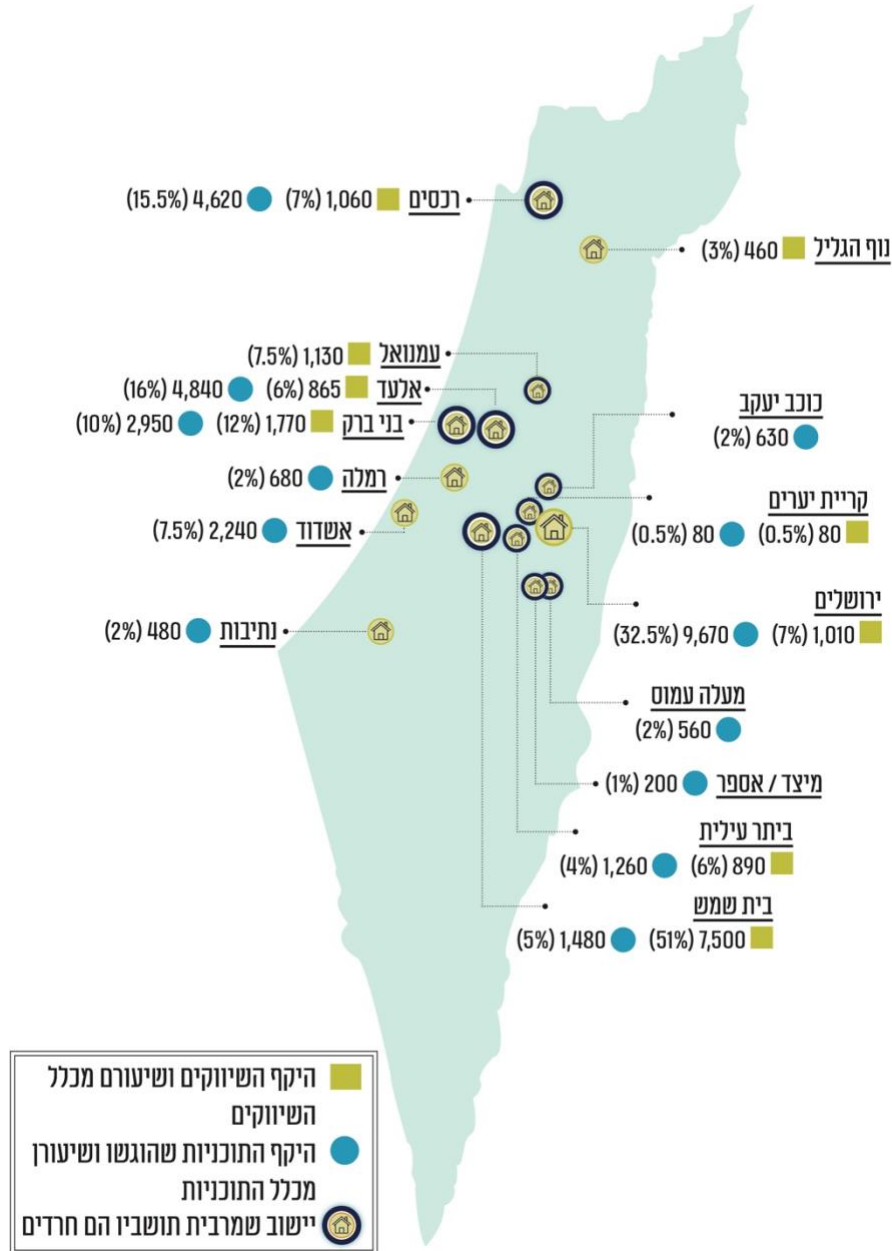 רכסים 1,060 (7%) 4,620 (15.5%)
נוף הגליל 460 (3%)
עמנואל 1,130 (7.5%)
אלעד 865 (6%) 4,840 (16%)
בני ברק 1,770 (12%) 2,950 (10%)
רמלה 680 (2%)
אשדוד 2,240 (7.5%)
נתיבות 480 (2%)
כוכב יעקב
630 (2%)
קריית יערים
80 (0.5%) 80 (0.5%)
ירושלים
1,010 (7%) 9,670 (32.5%)
מעלה עמוס
560 (2%)
מיצד / אספר 200 (1%)
ביתר עילית
890 (6%) 1,260 (4%)
בית שמש
7,500 (51%) 1,480 (5%)
היקף השיווקים ושיעורם מכלל
השיווקים
היקף התוכניות שהוגשו ושיעורן
מכלל התוכניות
יישוב שמרבית תושביו הם חרדים